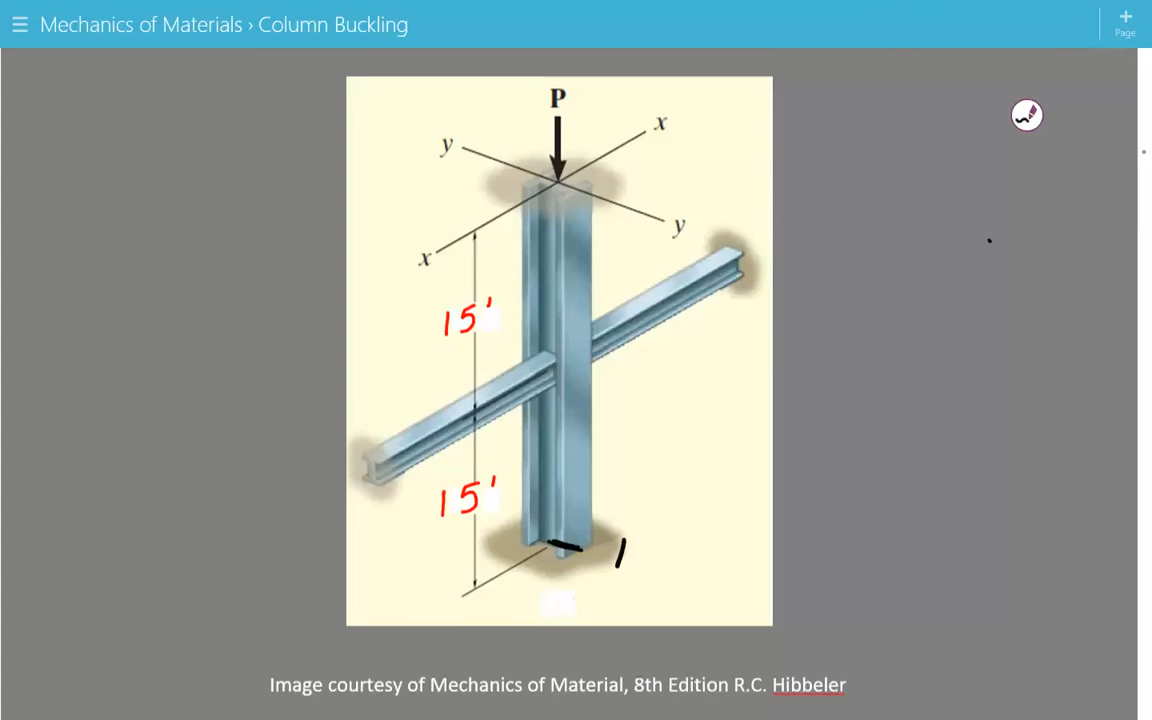 Mechanics of Materials › Column Buckling
+
Page
P
x
y
y
x
15'
15'
Image courtesy of Mechanics of Material, 8th Edition R.C. Hibbeler